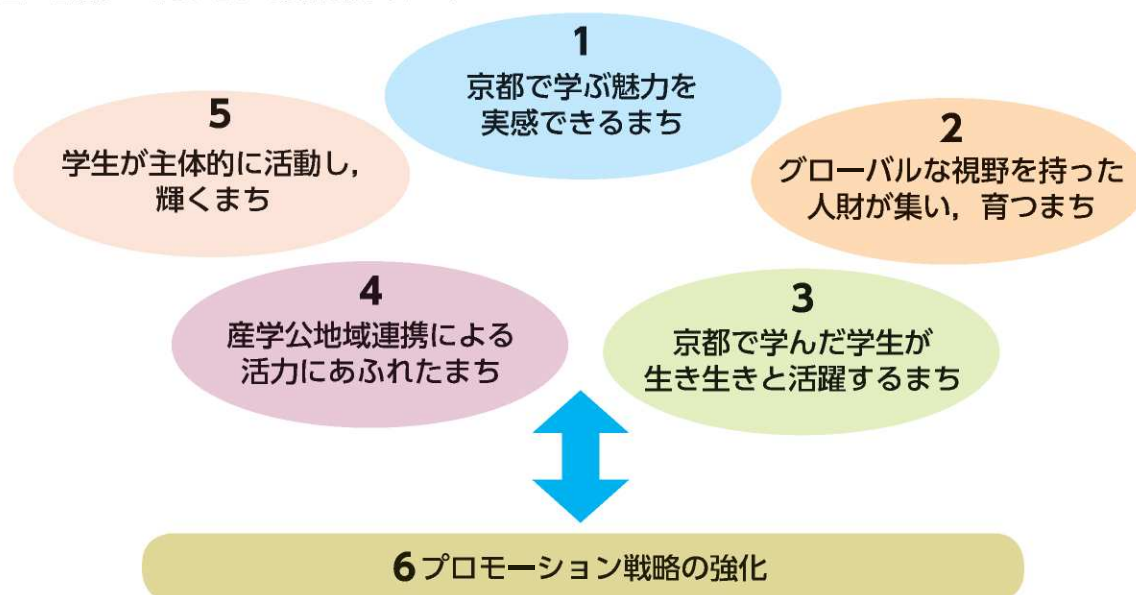 1
京都で学ぶ魅力を
実感できるまち
2
グローバルな視野を持った
人財が集い，育つまち
3
京都で学んだ学生が
生き生きと活躍するまち
4
産学公地域連携による
活力にあふれたまち
5
学生が主体的に活動し，
輝くまち
6 プロモーション戦略の強化